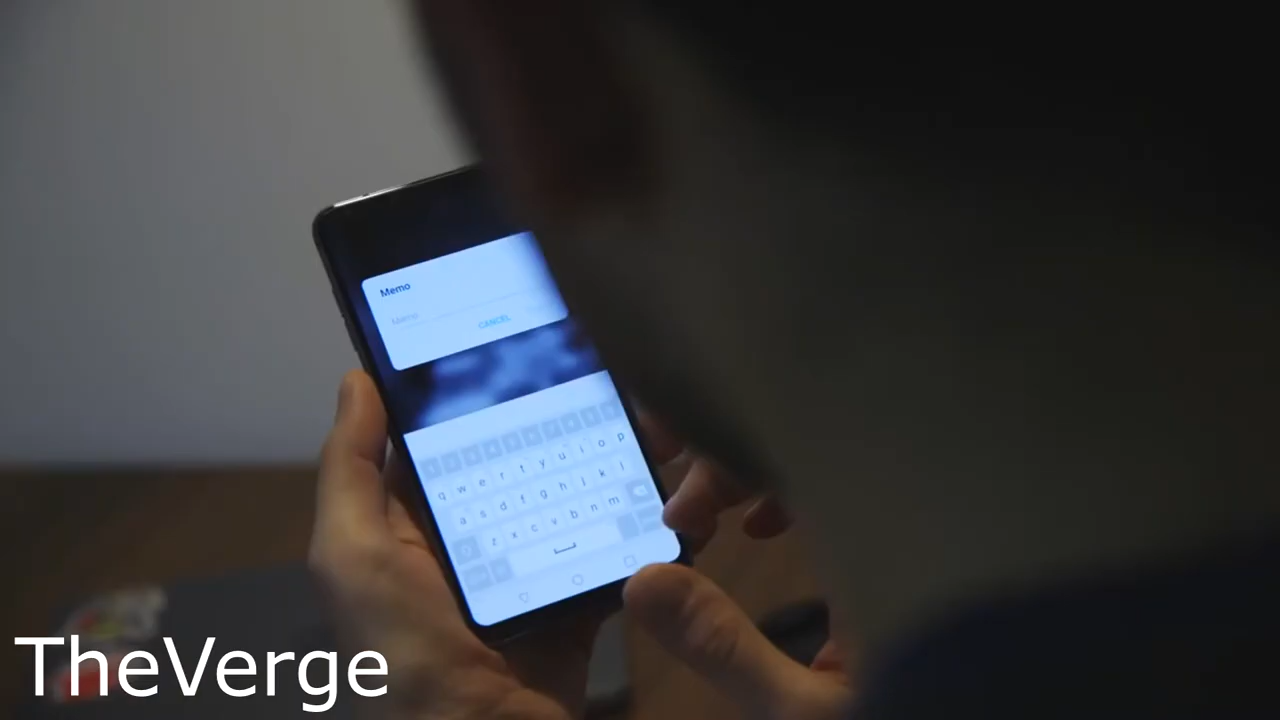 Memo
Memo
CANCEL
q w e r t y u i o p
a s d f g h j k l
z x c v b n m
TheVerge